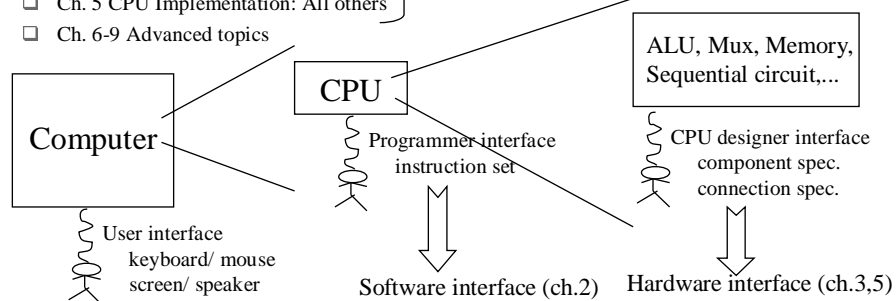 ❑ Ch. 5 CPU Implementation: All others
❑ Ch. 6-9 Advanced topics
Computer
User interface
keyboard/ mouse
screen/ speaker
CPU
Programmer interface
instruction set
Software interface (ch.2)
ALU, Mux, Memory,
Sequential circuit,...
CPU designer interface
component spec.
connection spec.
Hardware interface (ch.3,5)